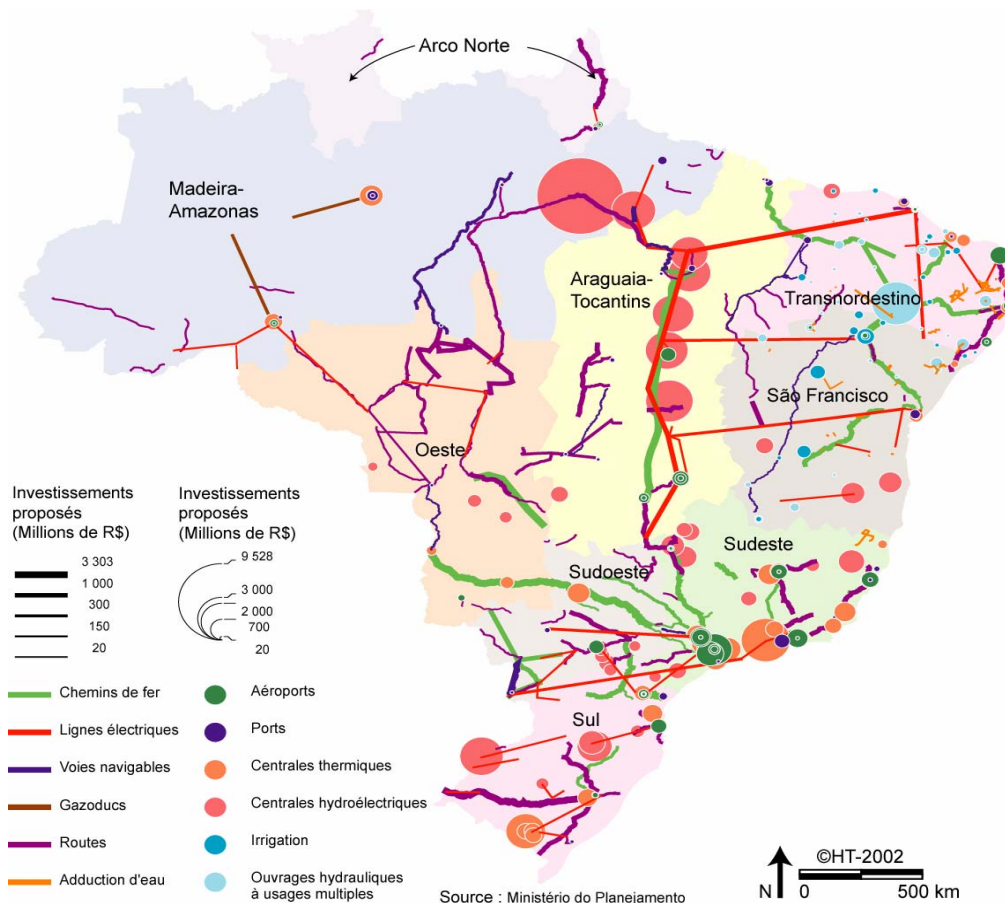 Arco Norte
Madeira-
Amazonas
Araguaia-
Tocantins
Transnordestino
São Francisco
Oeste
Sudeste
Sudoeste
Sul
Investissements
proposés
(Millions de R$)
3 303
1 000
300
150
20
Investissements
proposés
(Millions de R$)
9 528
3 000
2 000
700
20
Chemins de fer
Lignes électriques
Voies navigables
Gazoducs
Routes
Adduction d'eau
Aéroports
Ports
Centrales thermiques
Centrales hydroélectriques
Irrigation
Ouvrages hydrauliques
à usages multiples
Source : Ministério do Planejamento
©HT-2002
N 0 500 km